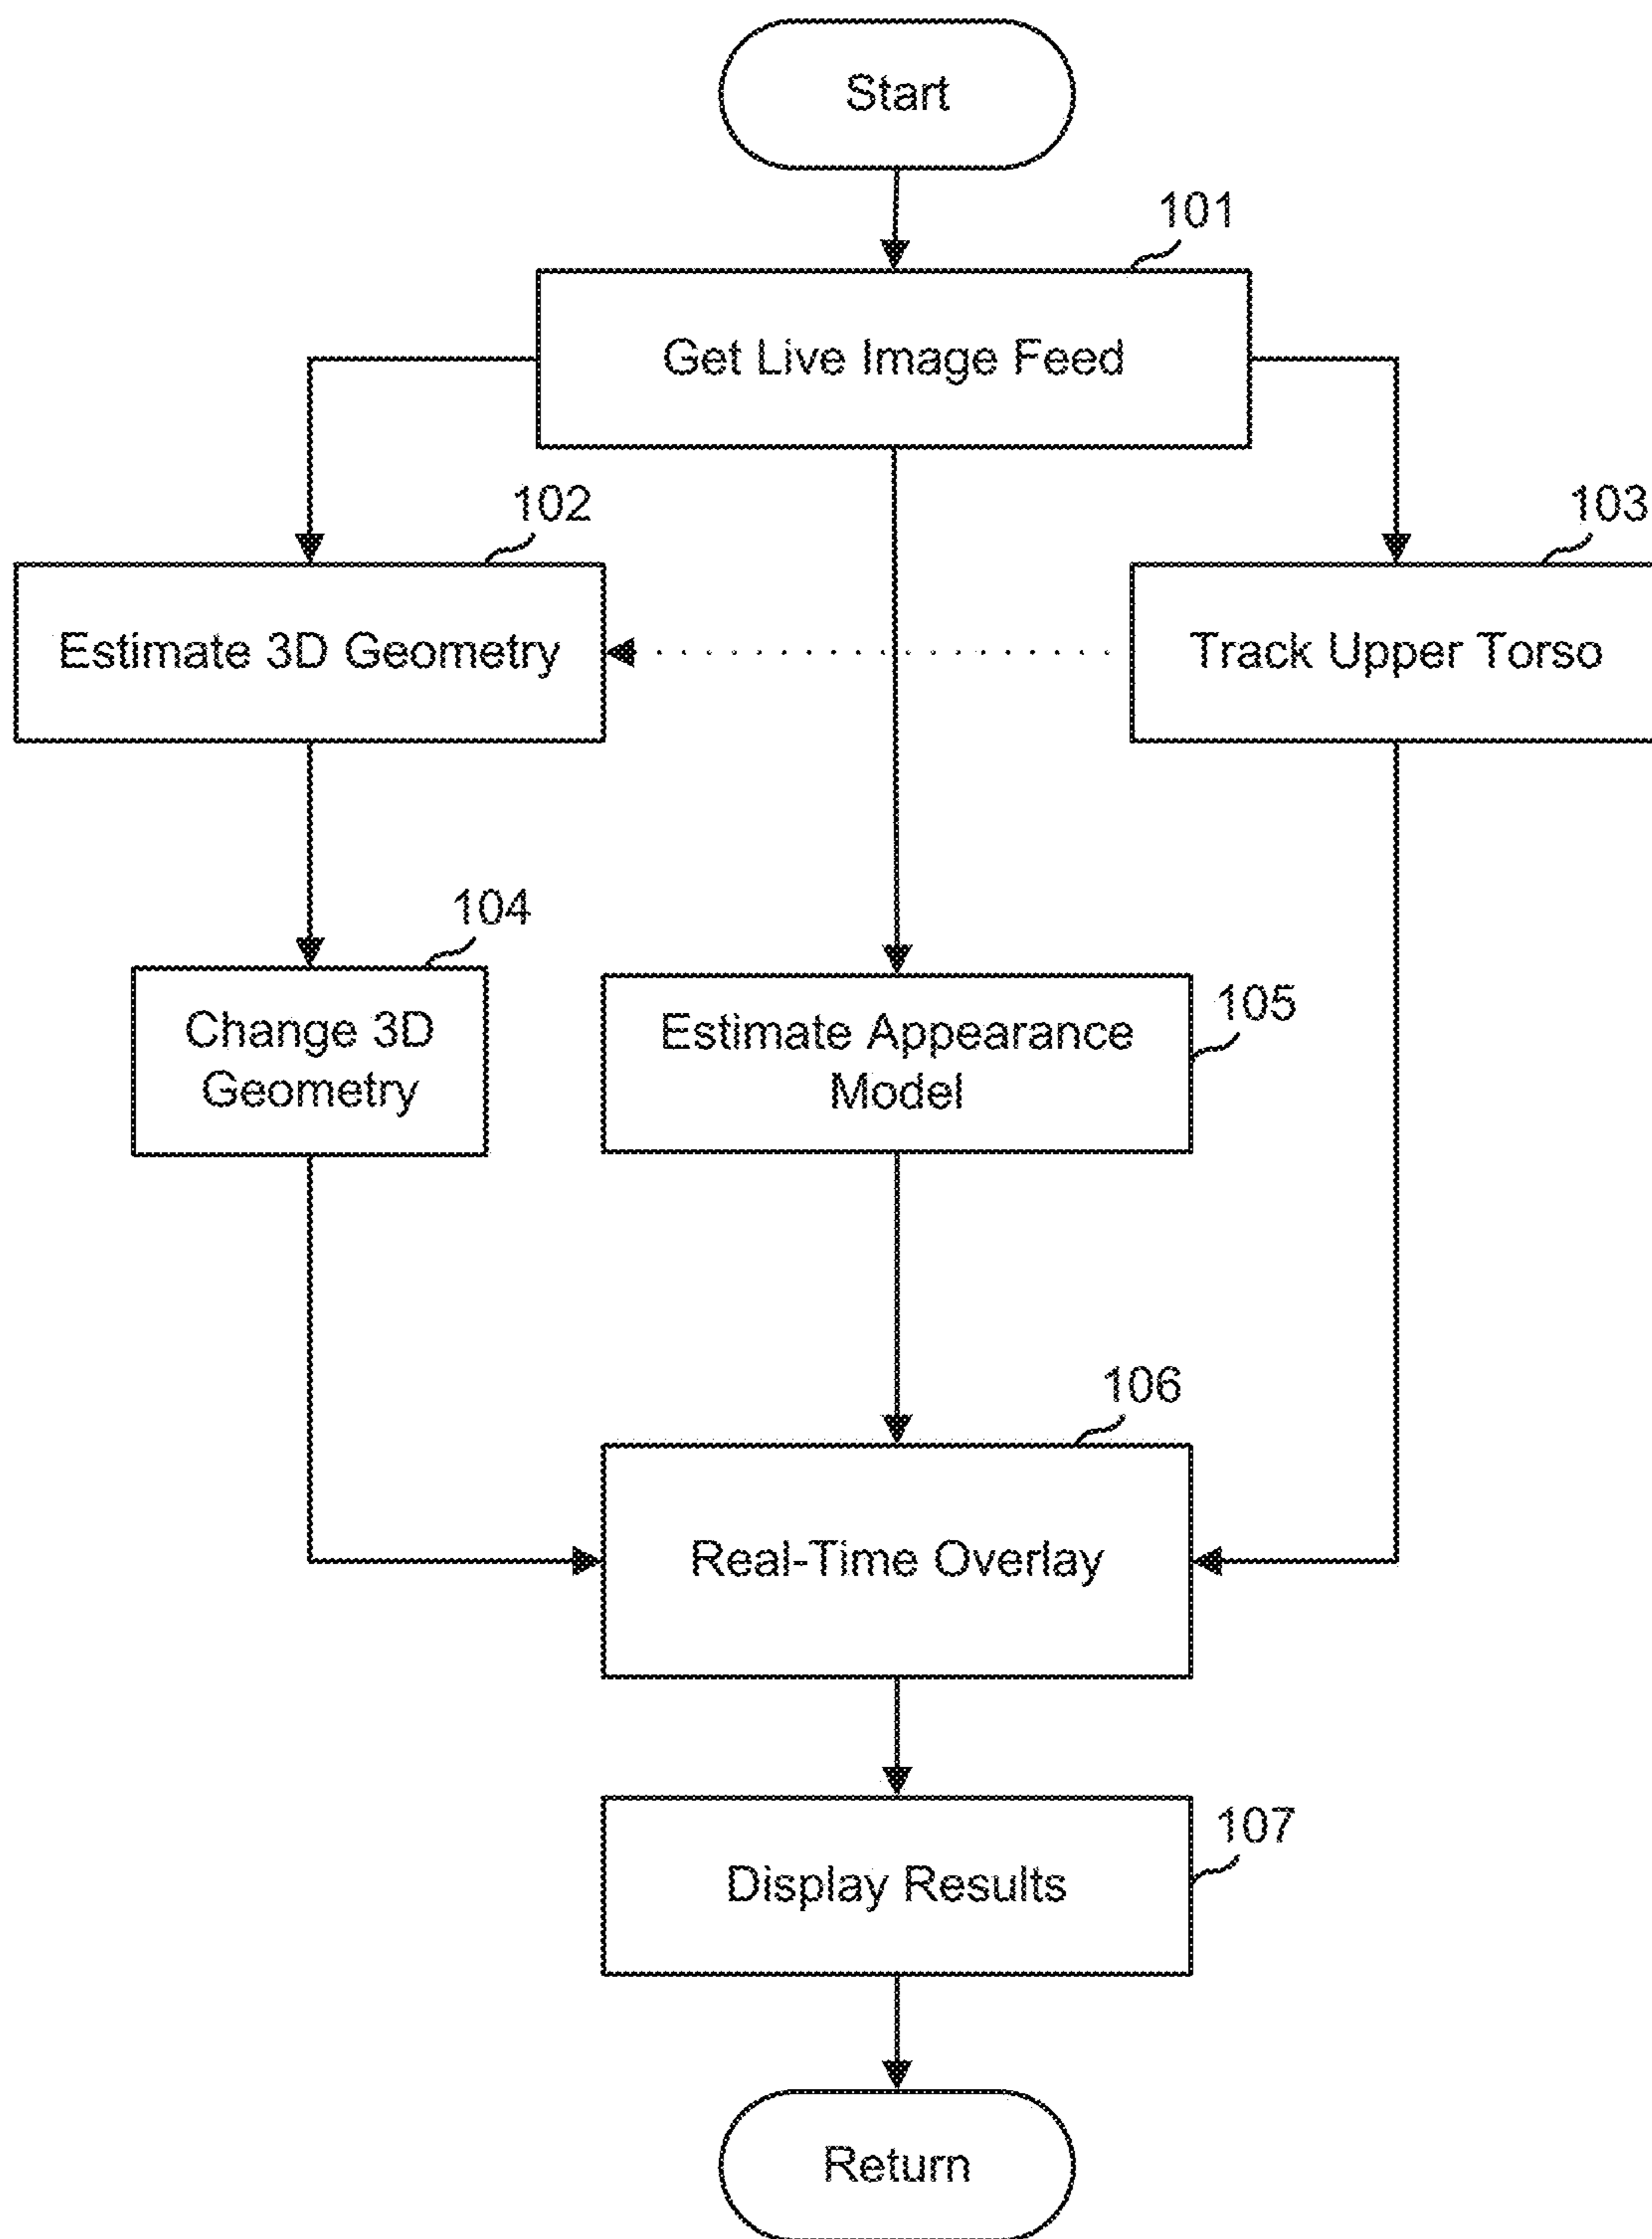 Start
101
Get Live Image Feed
102
103
Estimate 3D Geometry
Track Upper Torso
104
Change 3D
Geometry
105
Estimate Appearance
Model
106
Real-Time Overlay
107
Display Results
Return